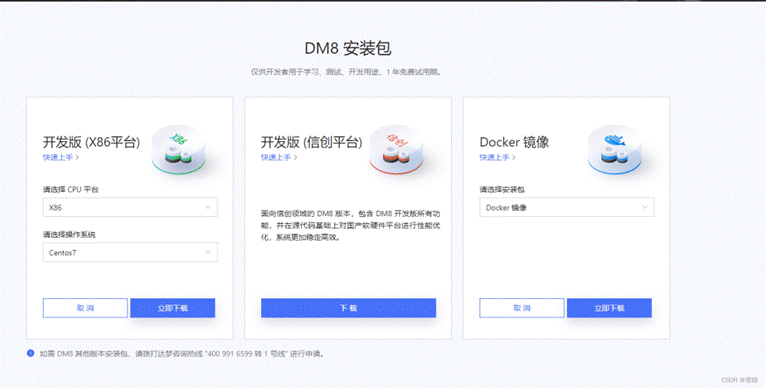 DM8 安装包
仅供开发者用于学习、测试、开发用途，1 年免费试用期。
开发版 (X86平台)
快速上手 >
X86
请选择 CPU 平台
X86
请选择操作系统
Centos7
取 消
立即下载
开发版 (信创平台)
快速上手 >
信创
面向信创领域的 DM8 版本，包含 DM8 开发版所有功
能，并在源代码基础上对国产软硬件平台进行性能优
化，系统更加稳定高效。
下 载
Docker 镜像
快速上手 >
请选择安装包
Docker 镜像
取 消
立即下载
如需 DM8 其他版本安装包，请拨打达梦咨询热线 "400 991 6599 转 1 号线" 进行申请。